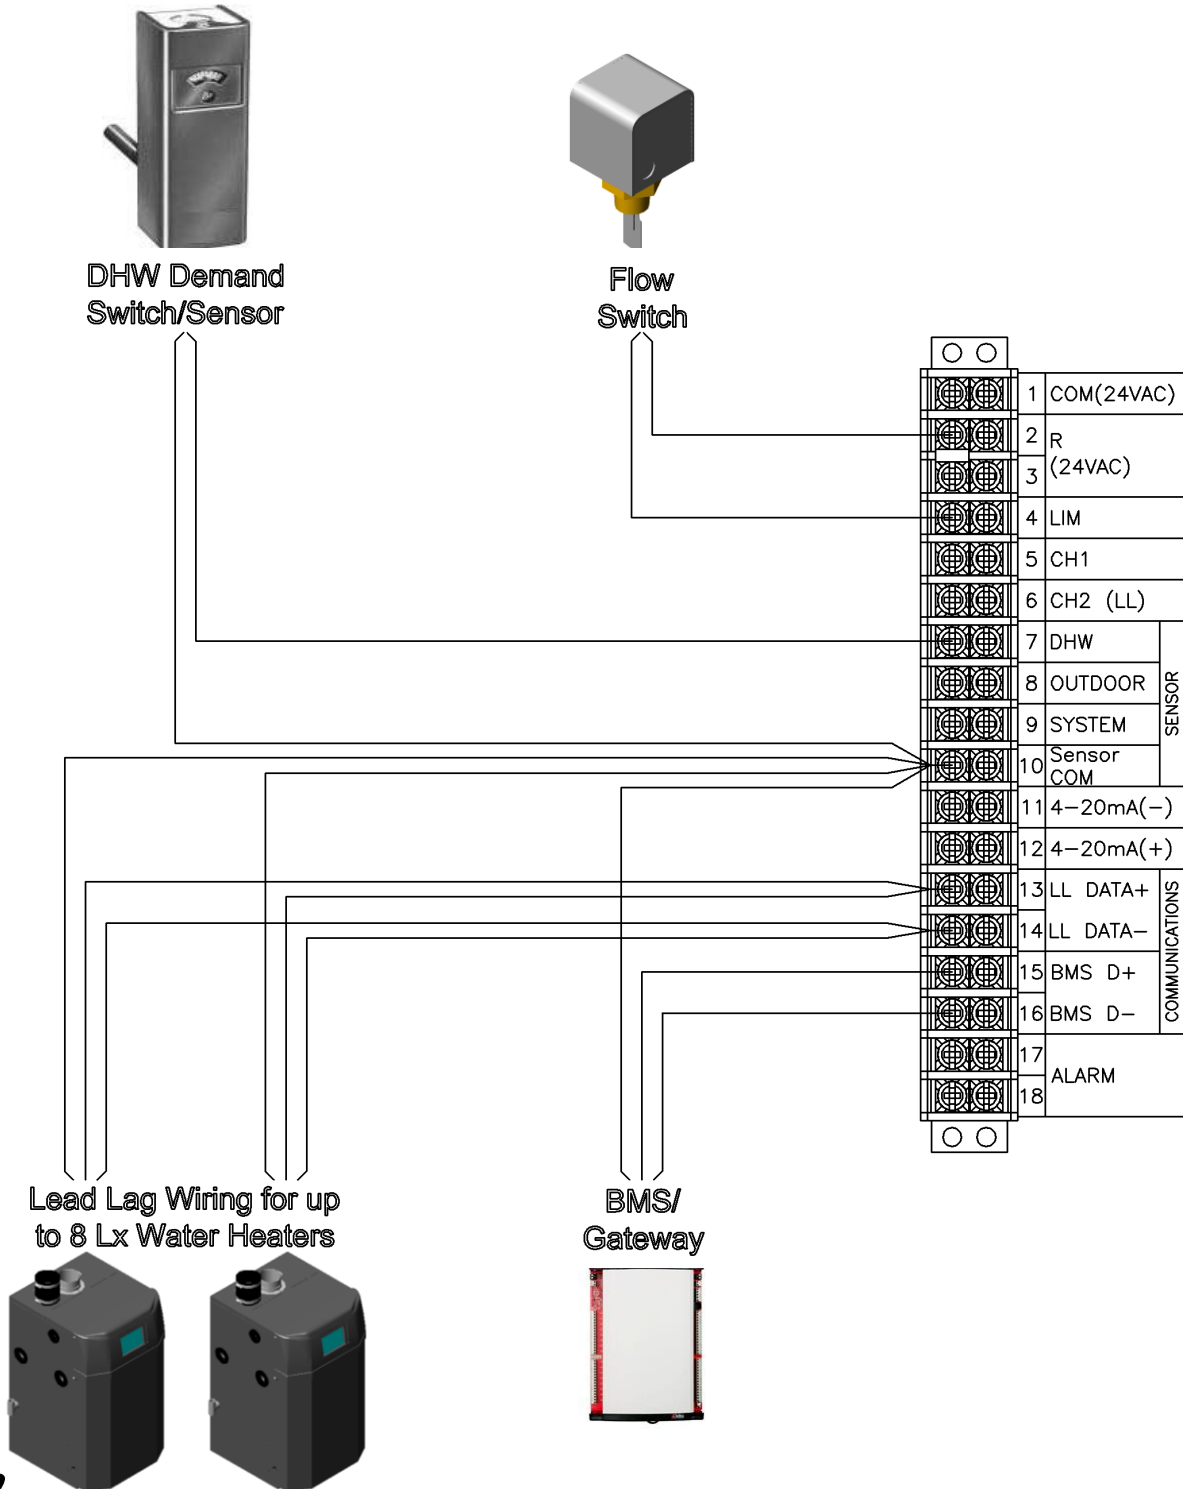 DHW Demand
Switch/Sensor
Flow
Switch
1 COM(24VAC)
2 R
3 (24VAC)
4 LIM
5 CH1
6 CH2 (LL)
7 DHW
8 OUTDOOR
9 SYSTEM
10 Sensor
COM
SENSOR
11 4-20mA(-)
12 4-20mA(+)
13 LL DATA+
14 LL DATA-
15 BMS D+
16 BMS D-
COMMUNICATIONS
17
ALARM
18
Lead Lag Wiring for up
to 8 Lx Water Heaters
BMS/
Gateway